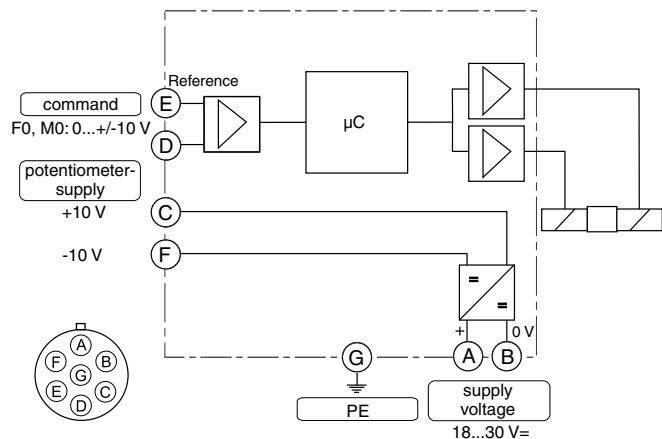 Reference
E
command
F0, M0: 0...+/-10 V
D
µC
potentiometer-
supply
+10 V
C
-10 V
F
=
=
+
0 V
A
B
G
PE
supply
voltage
18...30 V=
A
F
B
G
E
C
D